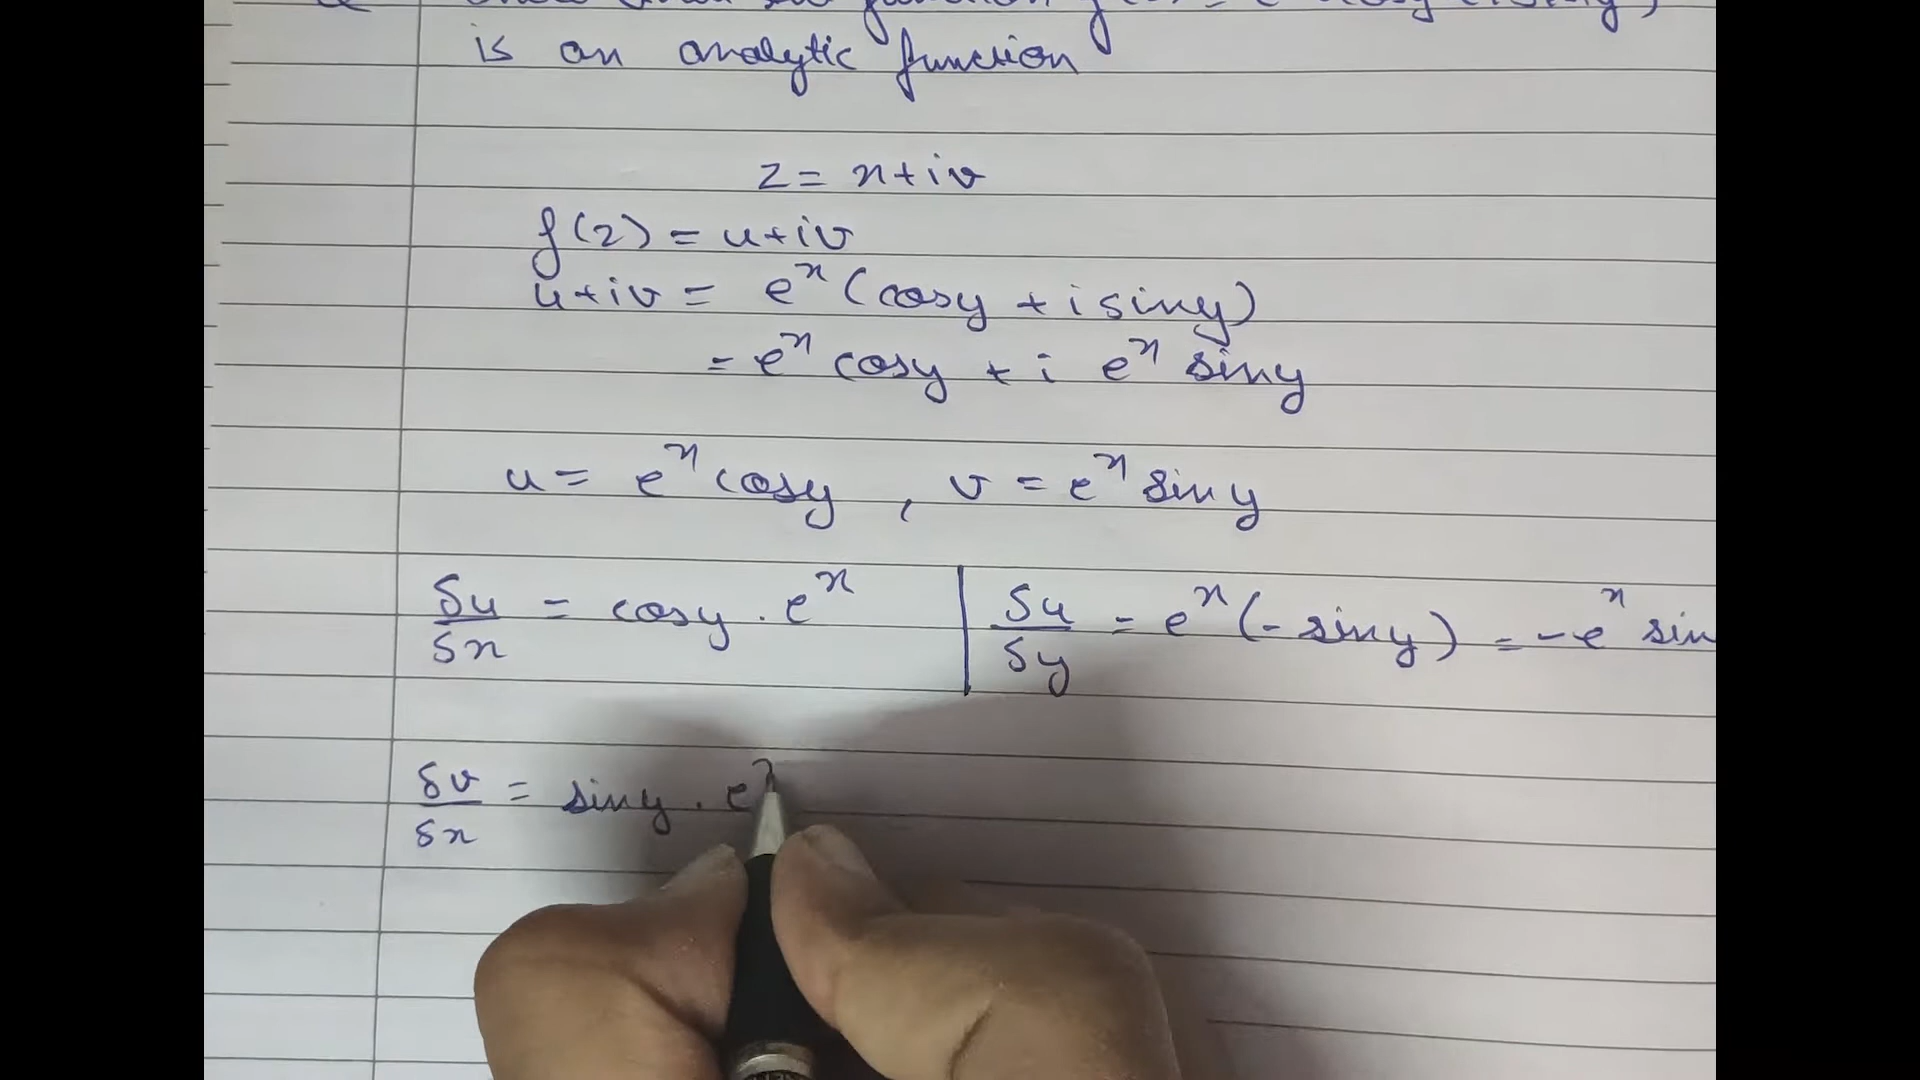 is an analytic function
z = x+iv
f(z) = u+iv
u+iv = e^x (cosy + i siny)
= e^x cosy + i e^x siny
u = e^x cosy , v = e^x siny
δu/δx = cosy . e^x | δu/δy = e^x (- siny) = -e^x sin
δv/δx = siny . e